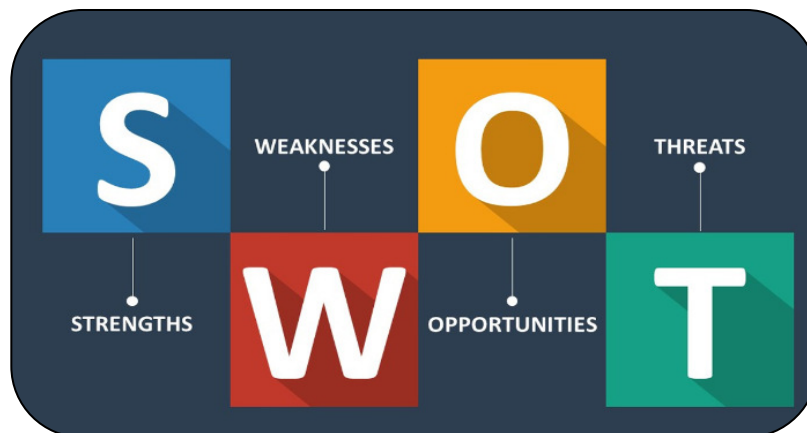 S
STRENGTHS
W
WEAKNESSES
O
OPPORTUNITIES
T
THREATS